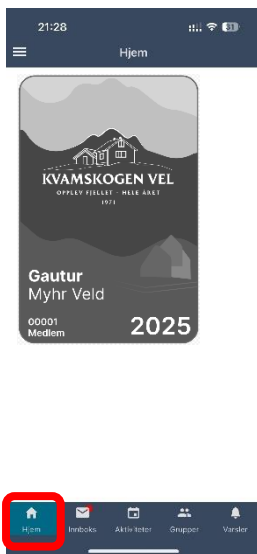 21:28
31
Hjem
KVAMSKOGEN VEL
OPPLEV FJELLET – HELE ÅRET
1971
Gautur
Myhr Veld
00001
Medlem
2025
Hjem Innboks Aktiviteter Grupper Varsler